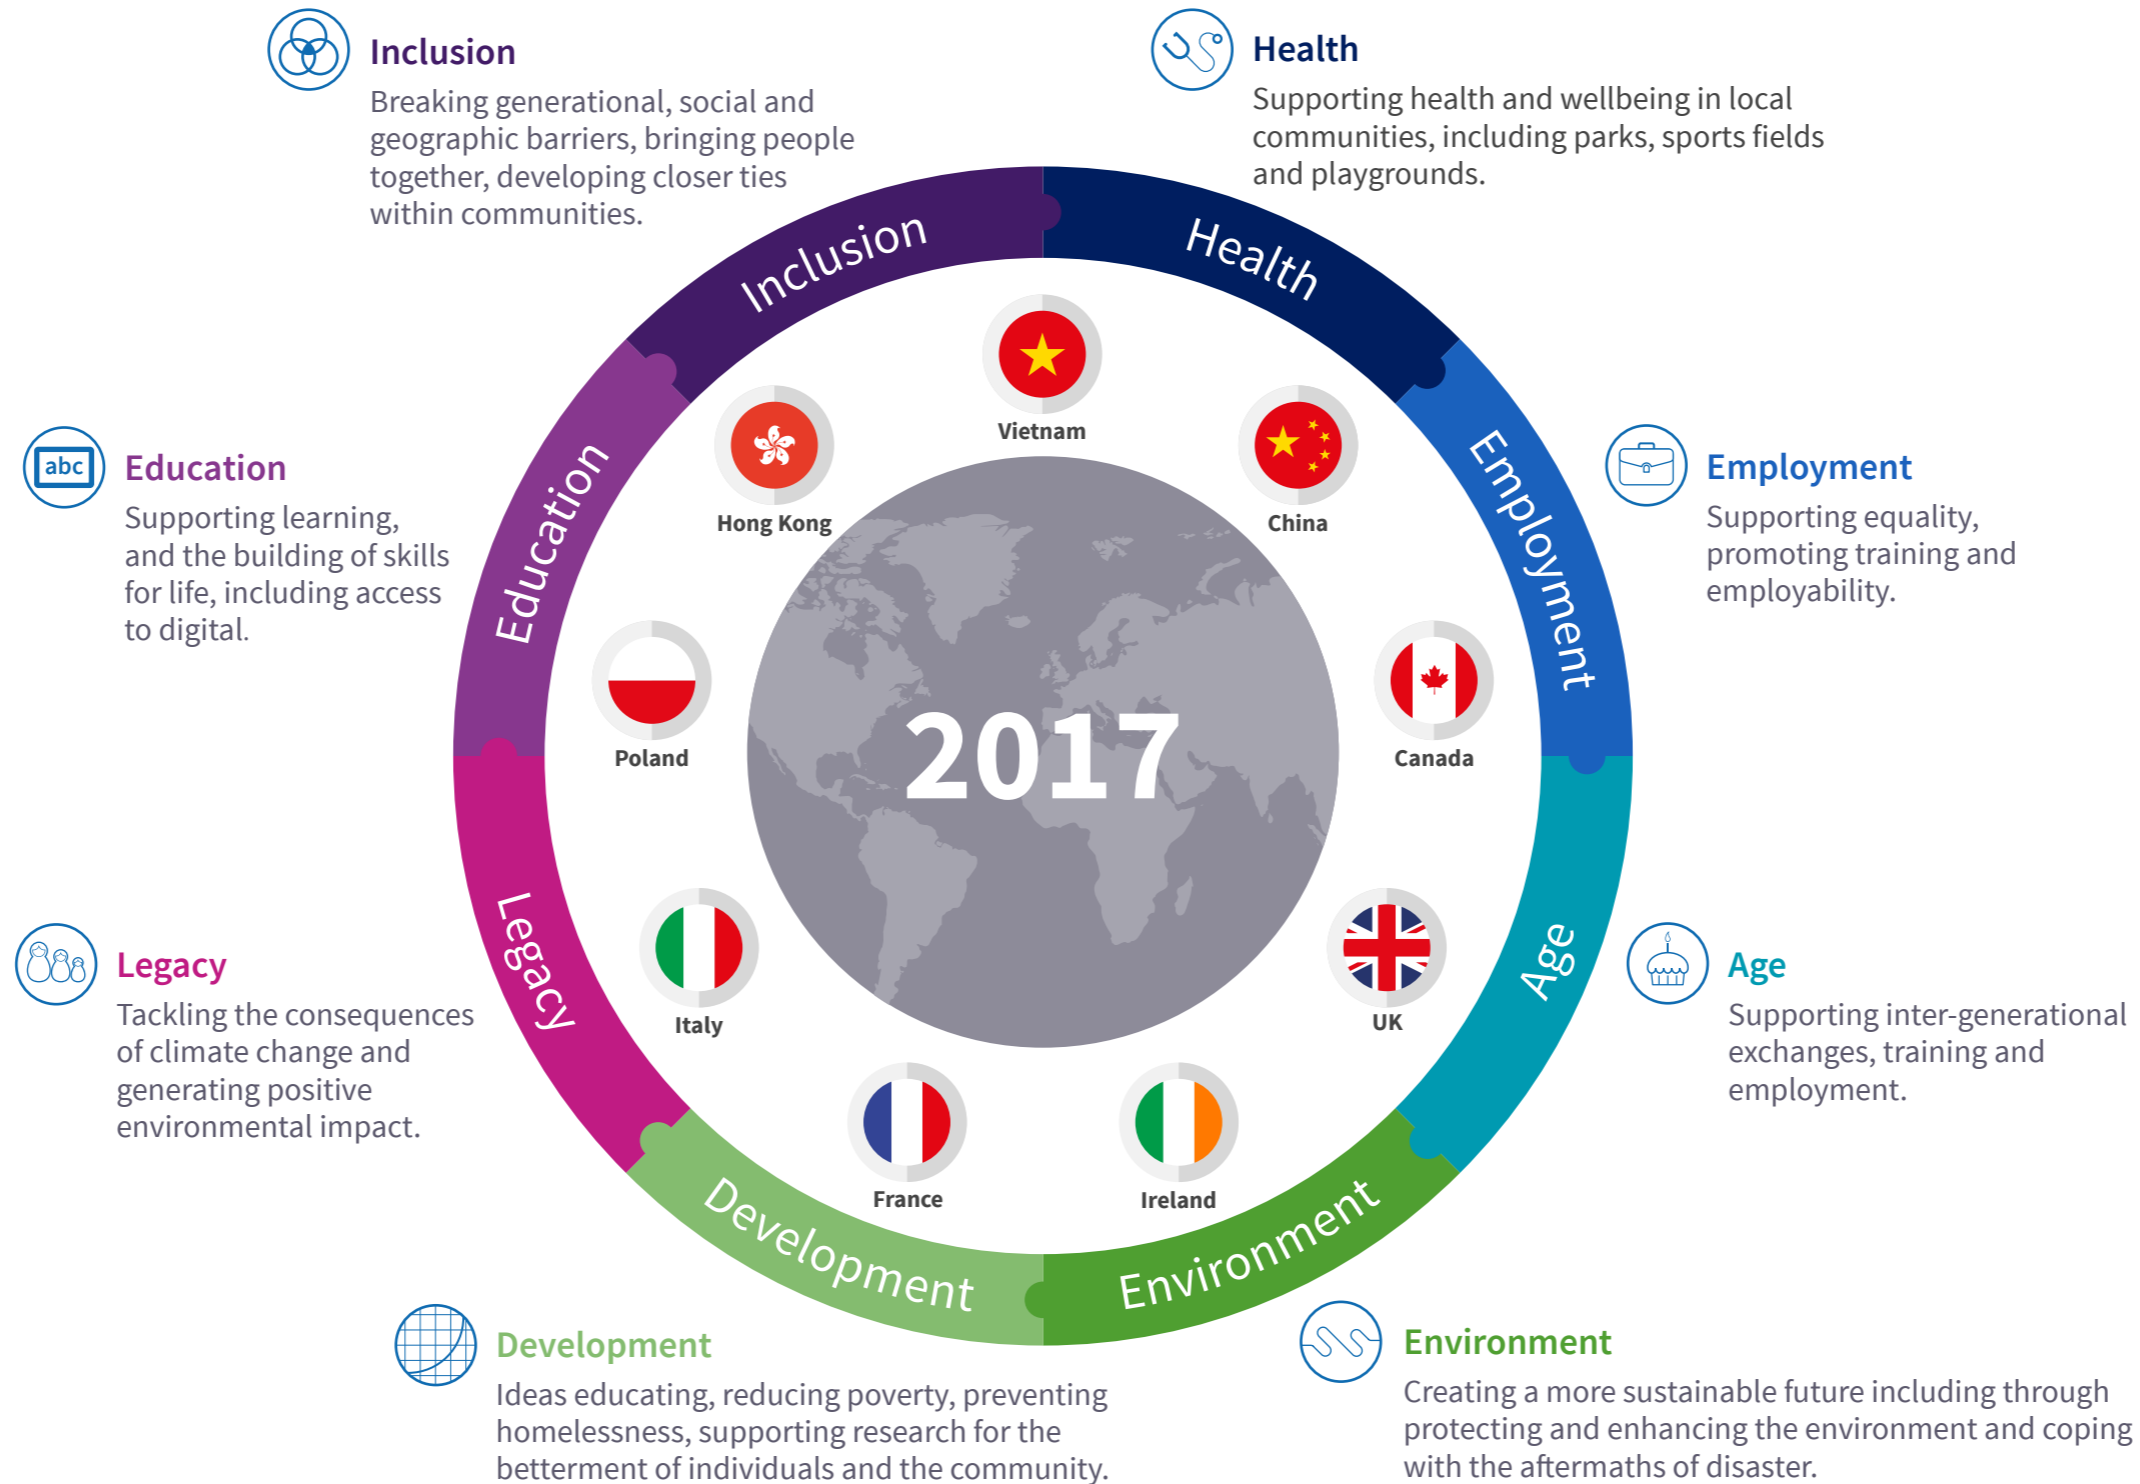 Inclusion
Breaking generational, social and
geographic barriers, bringing people
together, developing closer ties
within communities.
Health
Supporting health and wellbeing in local
communities, including parks, sports fields
and playgrounds.
Inclusion
Health
Education
Employment
Legacy
Age
Development
Environment
Vietnam
Hong Kong
China
Poland
Canada
2017
Italy
UK
France
Ireland
abc
Education
Supporting learning,
and the building of skills
for life, including access
to digital.
Employment
Supporting equality,
promoting training and
employability.
Legacy
Tackling the consequences
of climate change and
generating positive
environmental impact.
Age
Supporting inter-generational
exchanges, training and
employment.
Development
Ideas educating, reducing poverty, preventing
homelessness, supporting research for the
betterment of individuals and the community.
Environment
Creating a more sustainable future including through
protecting and enhancing the environment and coping
with the aftermaths of disaster.